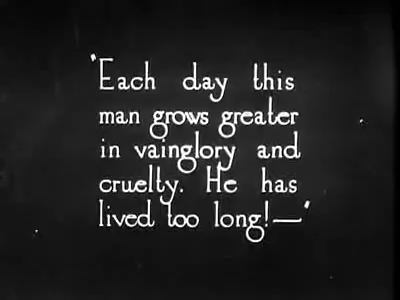 'Each day this
man grows greater
in vainglory and
cruelty. He has
lived too long!—'